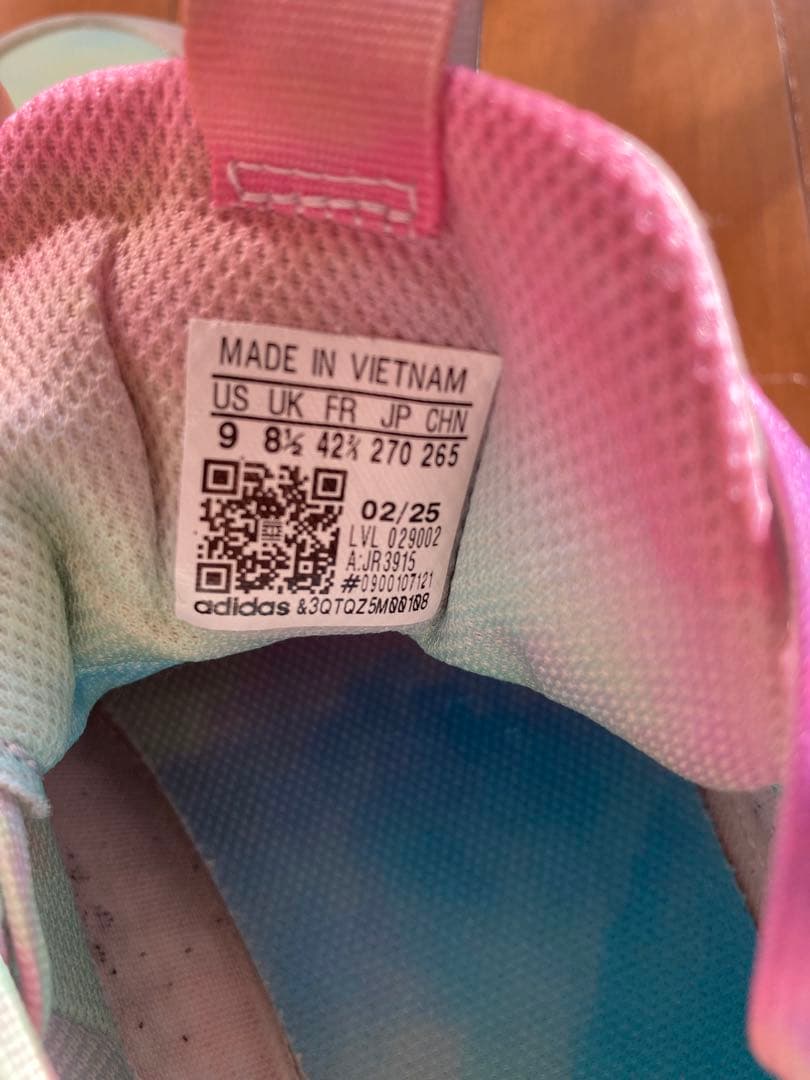 MADE IN VIETNAM
US UK FR JP CHN
9 8½ 42⅔ 270 265
02/25
LVL 029002
A:JR3915
#0900107121
adidas &3QTQZ5M00108